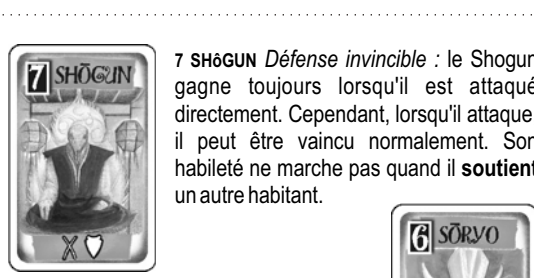 7 SHŌGUN
7 SHôGUN Défense invincible : le Shogun
gagne toujours lorsqu'il est attaqué
directement. Cependant, lorsqu'il attaque
il peut être vaincu normalement. Son
habileté ne marche pas quand il soutient
un autre habitant.
6 SŌRYO